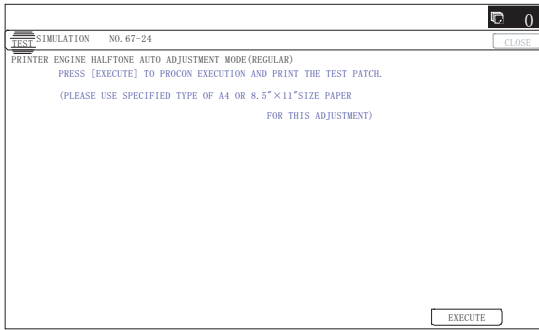 0
TEST SIMULATION NO.67-24
CLOSE
PRINTER ENGINE HALFTONE AUTO ADJUSTMENT MODE(REGULAR)
PRESS [EXECUTE] TO PROCON EXECUTION AND PRINT THE TEST PATCH.
(PLEASE USE SPECIFIED TYPE OF A4 OR 8.5″×11″SIZE PAPER
FOR THIS ADJUSTMENT)
EXECUTE